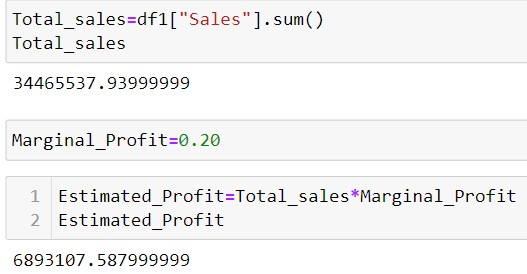 Total_sales=df1["Sales"].sum()
Total_sales
34465537.93999999
Marginal_Profit=0.20
1 Estimated_Profit=Total_sales*Marginal_Profit
2 Estimated_Profit
6893107.587999999